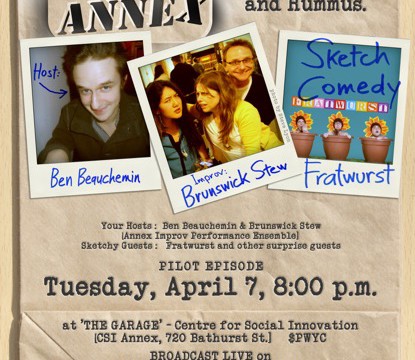 ANNEX
and Hummus.
Host:
Ben Beauchemin
Improv:
Brunswick Stew
Sketch
Comedy
FRATWURST
Fratwurst
Your Hosts : Ben Beauchemin & Brunswick Stew
(Annex Improv Performance Ensemble)
Sketchy Guests : Fratwurst and other surprise guests
PILOT EPISODE
Tuesday, April 7, 8:00 p.m.
at 'THE GARAGE' - Centre for Social Innovation
(CSI Annex, 720 Bathurst St.) $PWYC
BROADCAST LIVE on